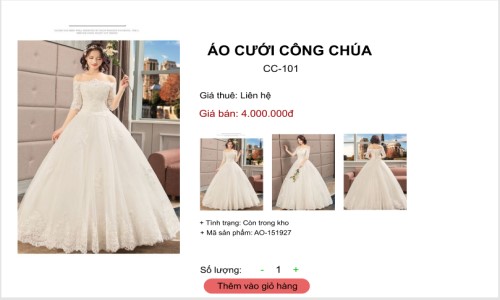 ÁO CƯỚI CÔNG CHÚA
CC-101
Giá thuê: Liên hệ
Giá bán: 4.000.000đ
+ Tình trạng: Còn trong kho
+ Mã sản phẩm: AO-151927
Số lượng: - 1 +
Thêm vào giỏ hàng